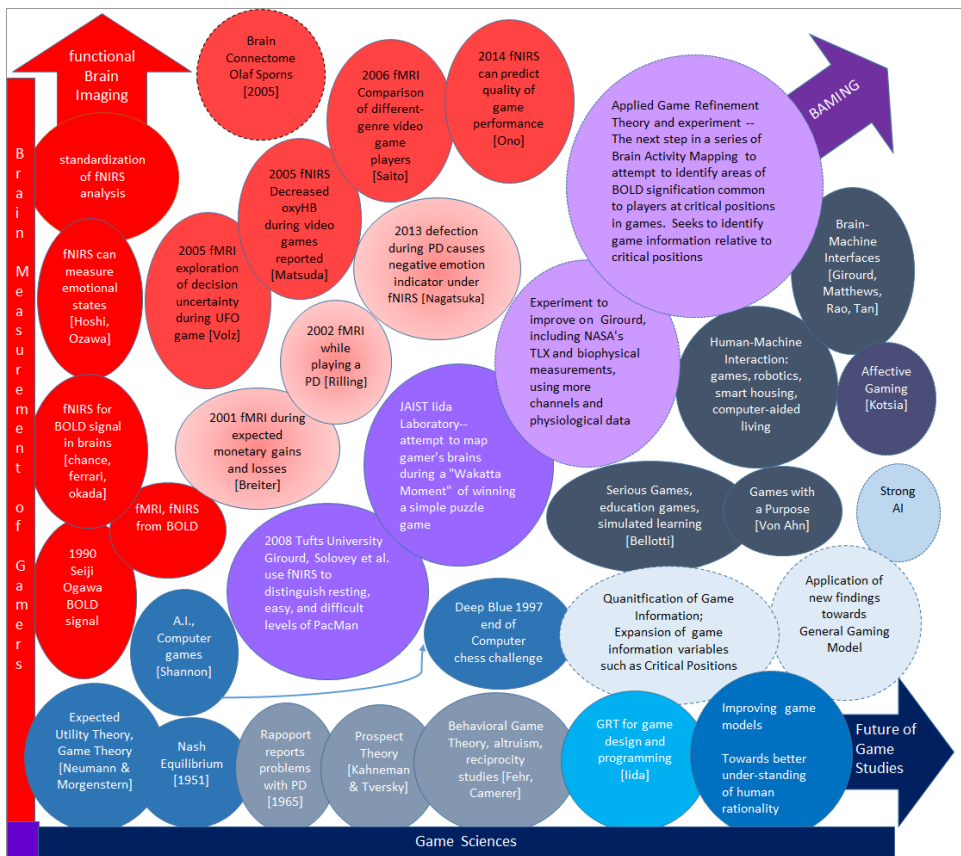 functional
Brain
Imaging
Brain
Connectome
Olaf Sporns
[2005]
2006 fMRI
Comparison
of different-
genre video
game
players
[Saito]
2014 fNIRS
can predict
quality of
game
performance
[Ono]
Applied Game Refinement
Theory and experiment --
The next step in a series of
Brain Activity Mapping to
attempt to identify areas of
BOLD signification common
to players at critical positions
in games. Seeks to identify
game information relative to
critical positions
BAMING
Brain Measurement of Gamers
standardization
of fNIRS
analysis
2005 fNIRS
Decreased
oxyHB
during video
games
reported
[Matsuda]
2013 defection
during PD causes
negative emotion
indicator under
fNIRS [Nagatsuka]
Brain-
Machine
Interfaces
[Girourd,
Matthews,
Rao, Tan]
fNIRS can
measure
emotional
states
[Hoshi,
Ozawa]
2005 fMRI
exploration
of decision
uncertainty
during UFO
game [Volz]
Experiment to
improve on Girourd,
including NASA's
TLX and biophysical
measurements,
using more
channels and
physiological data
2002 fMRI
while
playing a
PD [Rilling]
Human-Machine
Interaction:
games, robotics,
smart housing,
computer-aided
living
Affective
Gaming
[Kotsia]
fNIRS for
BOLD signal
in brains
[chance,
ferrari,
okada]
2001 fMRI during
expected
monetary gains
and losses
[Breiter]
JAIST Iida
Laboratory--
attempt to map
gamer's brains
during a "Wakatta
Moment" of winning
a simple puzzle
game
fMRI, fNIRS
from BOLD
Serious Games,
education games,
simulated learning
[Bellotti]
Games with
a Purpose
[Von Ahn]
Strong
AI
1990
Seiji
Ogawa
BOLD
signal
2008 Tufts University
Girourd, Solovey et al.
use fNIRS to
distinguish resting,
easy, and difficult
levels of PacMan
A.I.,
Computer
games
[Shannon]
Deep Blue 1997
end of
Computer
chess challenge
Quanitfication of Game
Information;
Expansion of game
information variables
such as Critical Positions
Application of
new findings
towards
General Gaming
Model
Expected
Utility Theory,
Game Theory
[Neumann &
Morgenstern]
Nash
Equilibrium
[1951]
Rapoport
reports
problems
with PD
[1965]
Prospect
Theory
[Kahneman
& Tversky]
Behavioral Game
Theory, altruism,
reciprocity
studies [Fehr,
Camerer]
GRT for game
design and
programming
[Iida]
Improving game
models
Towards better
under-standing
of human
rationality
Future of
Game
Studies
Game Sciences